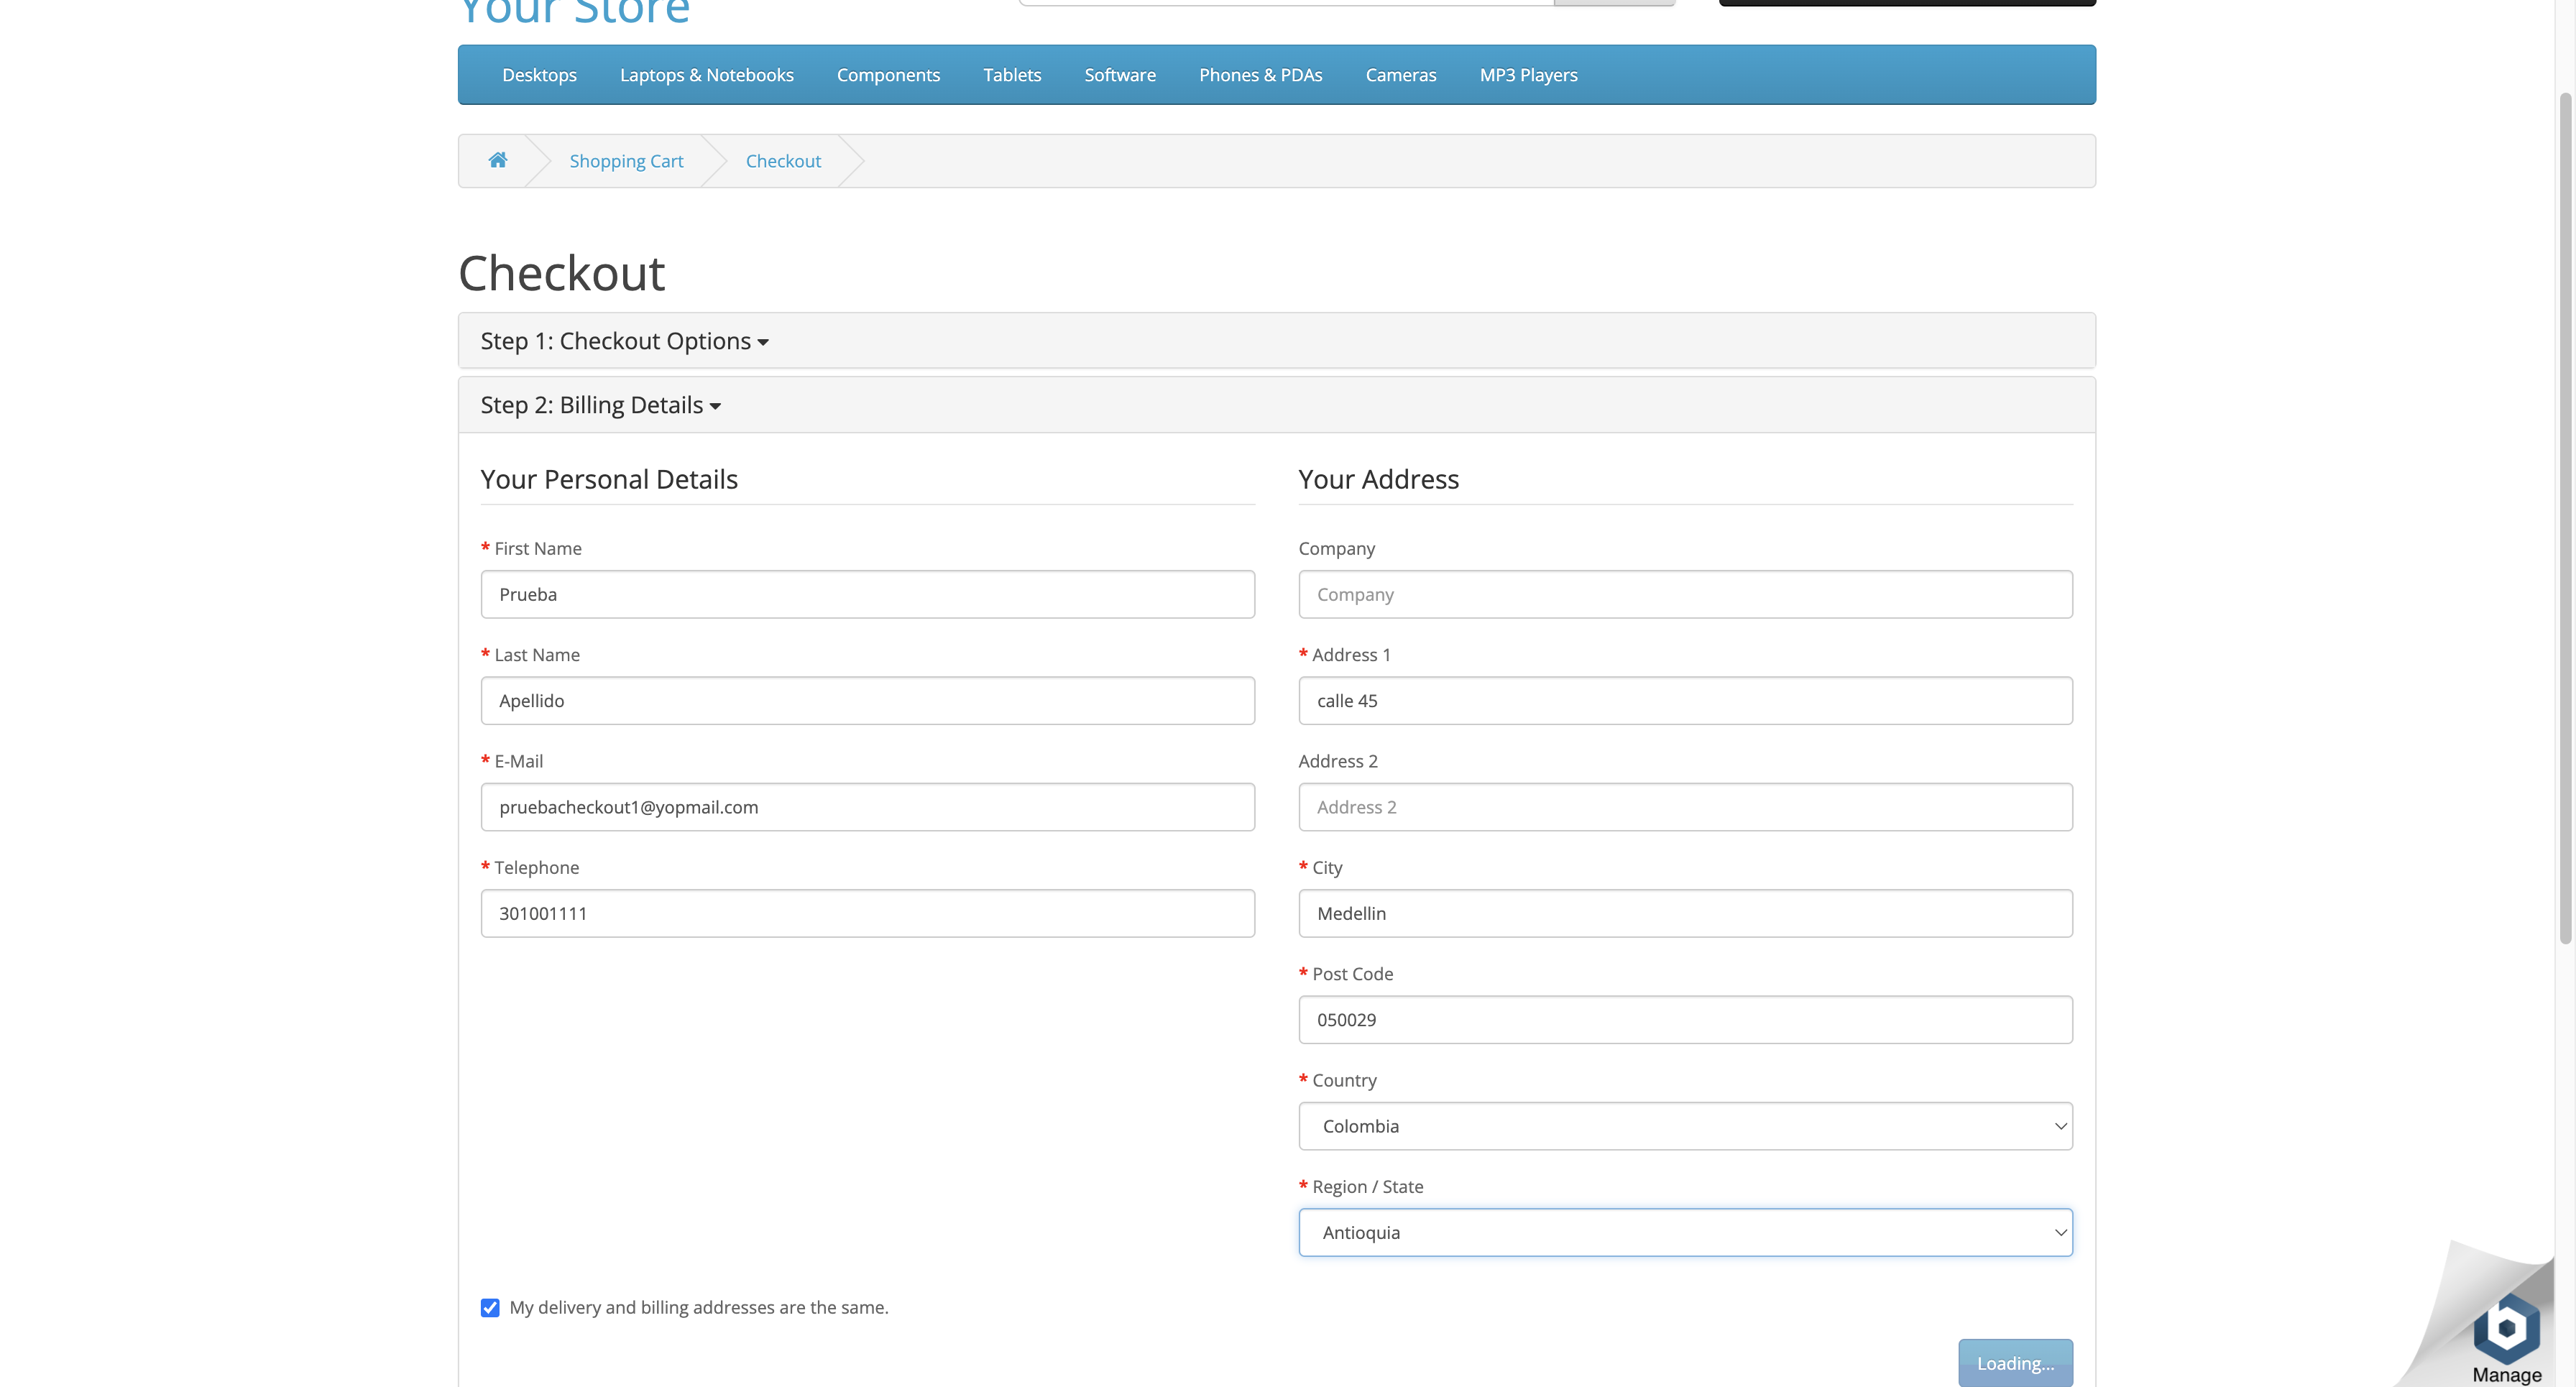 Your Store
Desktops Laptops & Notebooks Components Tablets Software Phones & PDAs Cameras MP3 Players
Shopping Cart Checkout
Checkout
Step 1: Checkout Options
Step 2: Billing Details
Your Personal Details
* First Name
Prueba
* Last Name
Apellido
* E-Mail
pruebacheckout1@yopmail.com
* Telephone
301001111
Your Address
Company
Company
* Address 1
calle 45
Address 2
Address 2
* City
Medellin
* Post Code
050029
* Country
Colombia
* Region / State
Antioquia
My delivery and billing addresses are the same.
Loading...
b
Manage